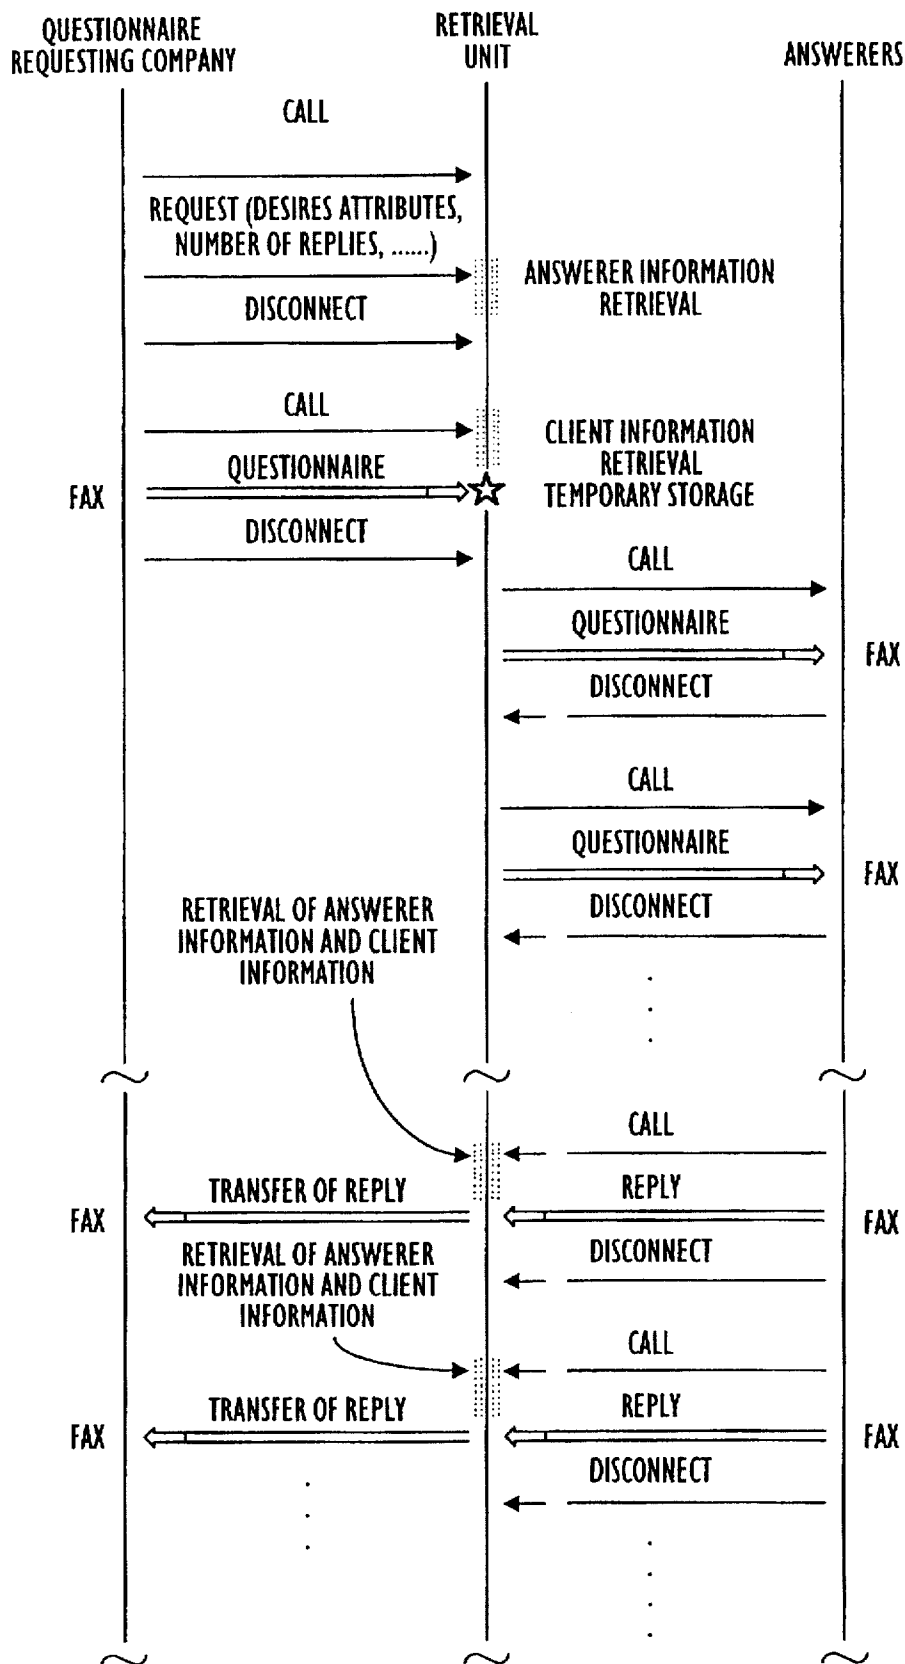 QUESTIONNAIRE
REQUESTING COMPANY
RETRIEVAL
UNIT
ANSWERERS
CALL
REQUEST (DESIRES ATTRIBUTES,
NUMBER OF REPLIES, ......)
ANSWERER INFORMATION
RETRIEVAL
DISCONNECT
CALL
CLIENT INFORMATION
RETRIEVAL
TEMPORARY STORAGE
QUESTIONNAIRE
FAX
DISCONNECT
CALL
QUESTIONNAIRE
FAX
DISCONNECT
CALL
QUESTIONNAIRE
FAX
DISCONNECT
RETRIEVAL OF ANSWERER
INFORMATION AND CLIENT
INFORMATION
CALL
TRANSFER OF REPLY
REPLY
FAX
FAX
RETRIEVAL OF ANSWERER
INFORMATION AND CLIENT
INFORMATION
DISCONNECT
CALL
TRANSFER OF REPLY
REPLY
FAX
FAX
DISCONNECT